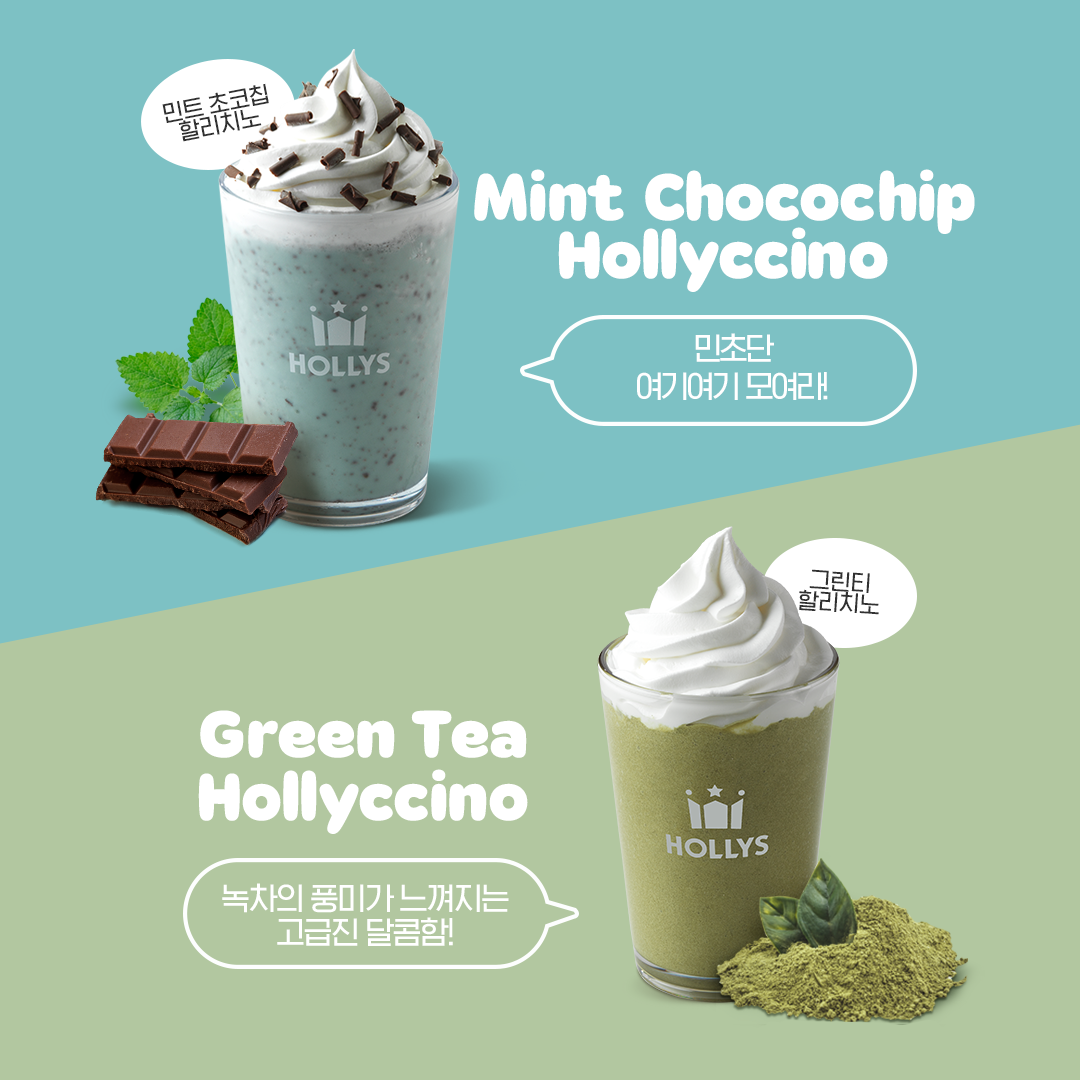 민트 초코칩
할리치노
Mint Chocochip
Hollyccino
HOLLYS
민초단
여기여기 모여라!
그린티
할리치노
Green Tea
Hollyccino
HOLLYS
녹차의 풍미가 느껴지는
고급진 달콤함!